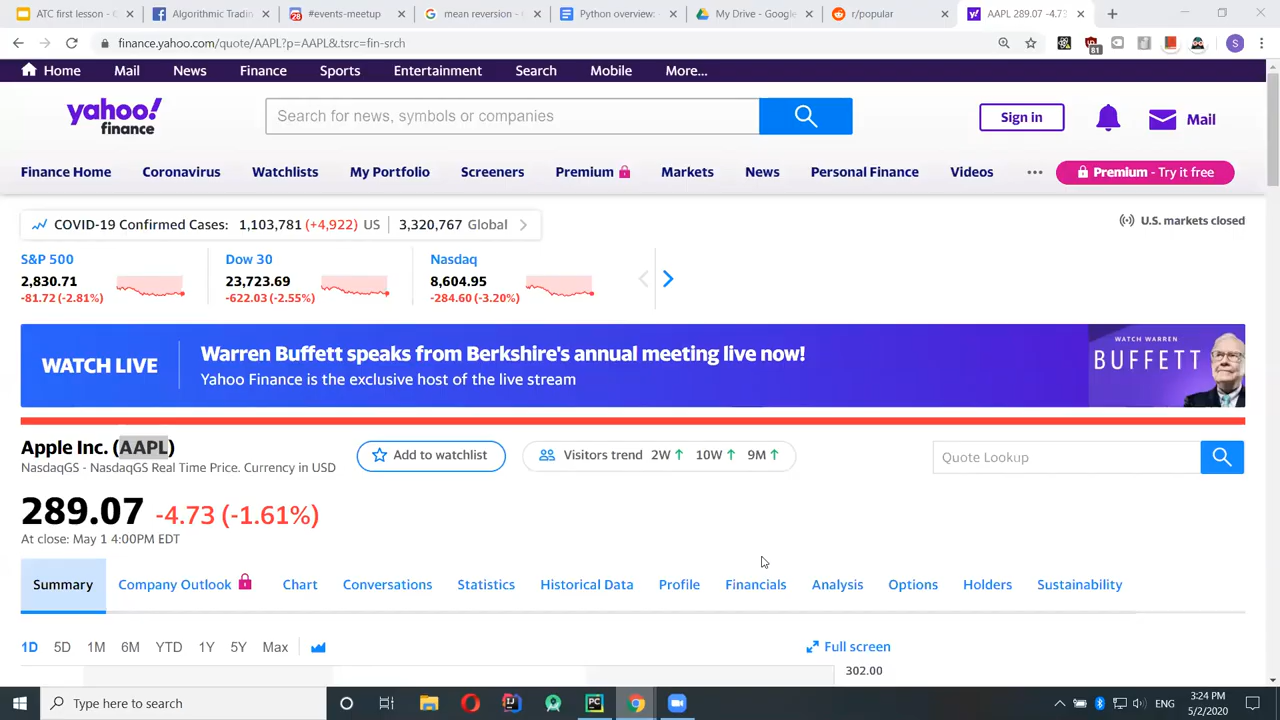 ATC first lesson - G
Algorithmic Tradin
28
#events-meetup
mean reversion -
Python overview:
My Drive - Google
r/popular
AAPL 289.07 -4.73
finance.yahoo.com/quote/AAPL?p=AAPL&.tsrc=fin-srch
81
S
Home
Mail
News
Finance
Sports
Entertainment
Search
Mobile
More...
yahoo!
finance
Search for news, symbols or companies
Sign in
Mail
Finance Home
Coronavirus
Watchlists
My Portfolio
Screeners
Premium
Markets
News
Personal Finance
Videos
Premium - Try it free
COVID-19 Confirmed Cases: 1,103,781 (+4,922) US
3,320,767 Global
U.S. markets closed
S&P 500
2,830.71
-81.72 (-2.81%)
Dow 30
23,723.69
-622.03 (-2.55%)
Nasdaq
8,604.95
-284.60 (-3.20%)
WATCH LIVE
Warren Buffett speaks from Berkshire's annual meeting live now!
Yahoo Finance is the exclusive host of the live stream
WATCH WARREN
BUFFETT
Apple Inc. (AAPL)
NasdaqGS - NasdaqGS Real Time Price. Currency in USD
Add to watchlist
Visitors trend 2W↑ 10W↑ 9M↑
Quote Lookup
289.07 -4.73 (-1.61%)
At close: May 1 4:00PM EDT
Summary
Company Outlook
Chart
Conversations
Statistics
Historical Data
Profile
Financials
Analysis
Options
Holders
Sustainability
1D
5D
1M
6M
YTD
1Y
5Y
Max
Full screen
302.00
Type here to search
PC
ENG
3:24 PM
5/2/2020